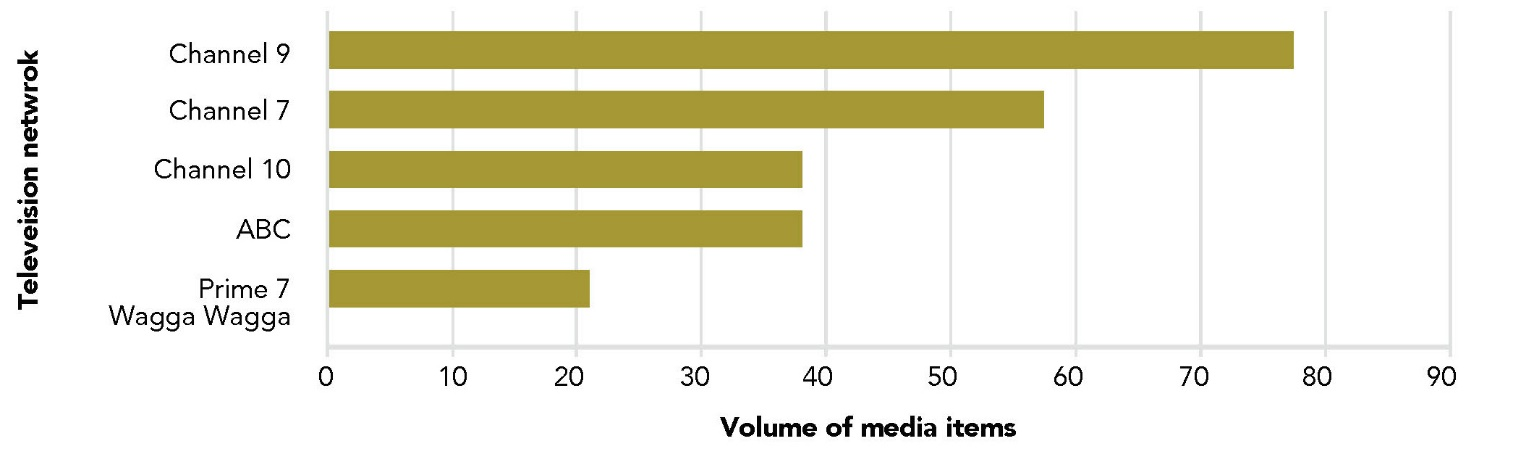 Televeision netwrok
Channel 9
Channel 7
Channel 10
ABC
Prime 7
Wagga Wagga
0 10 20 30 40 50 60 70 80 90
Volume of media items